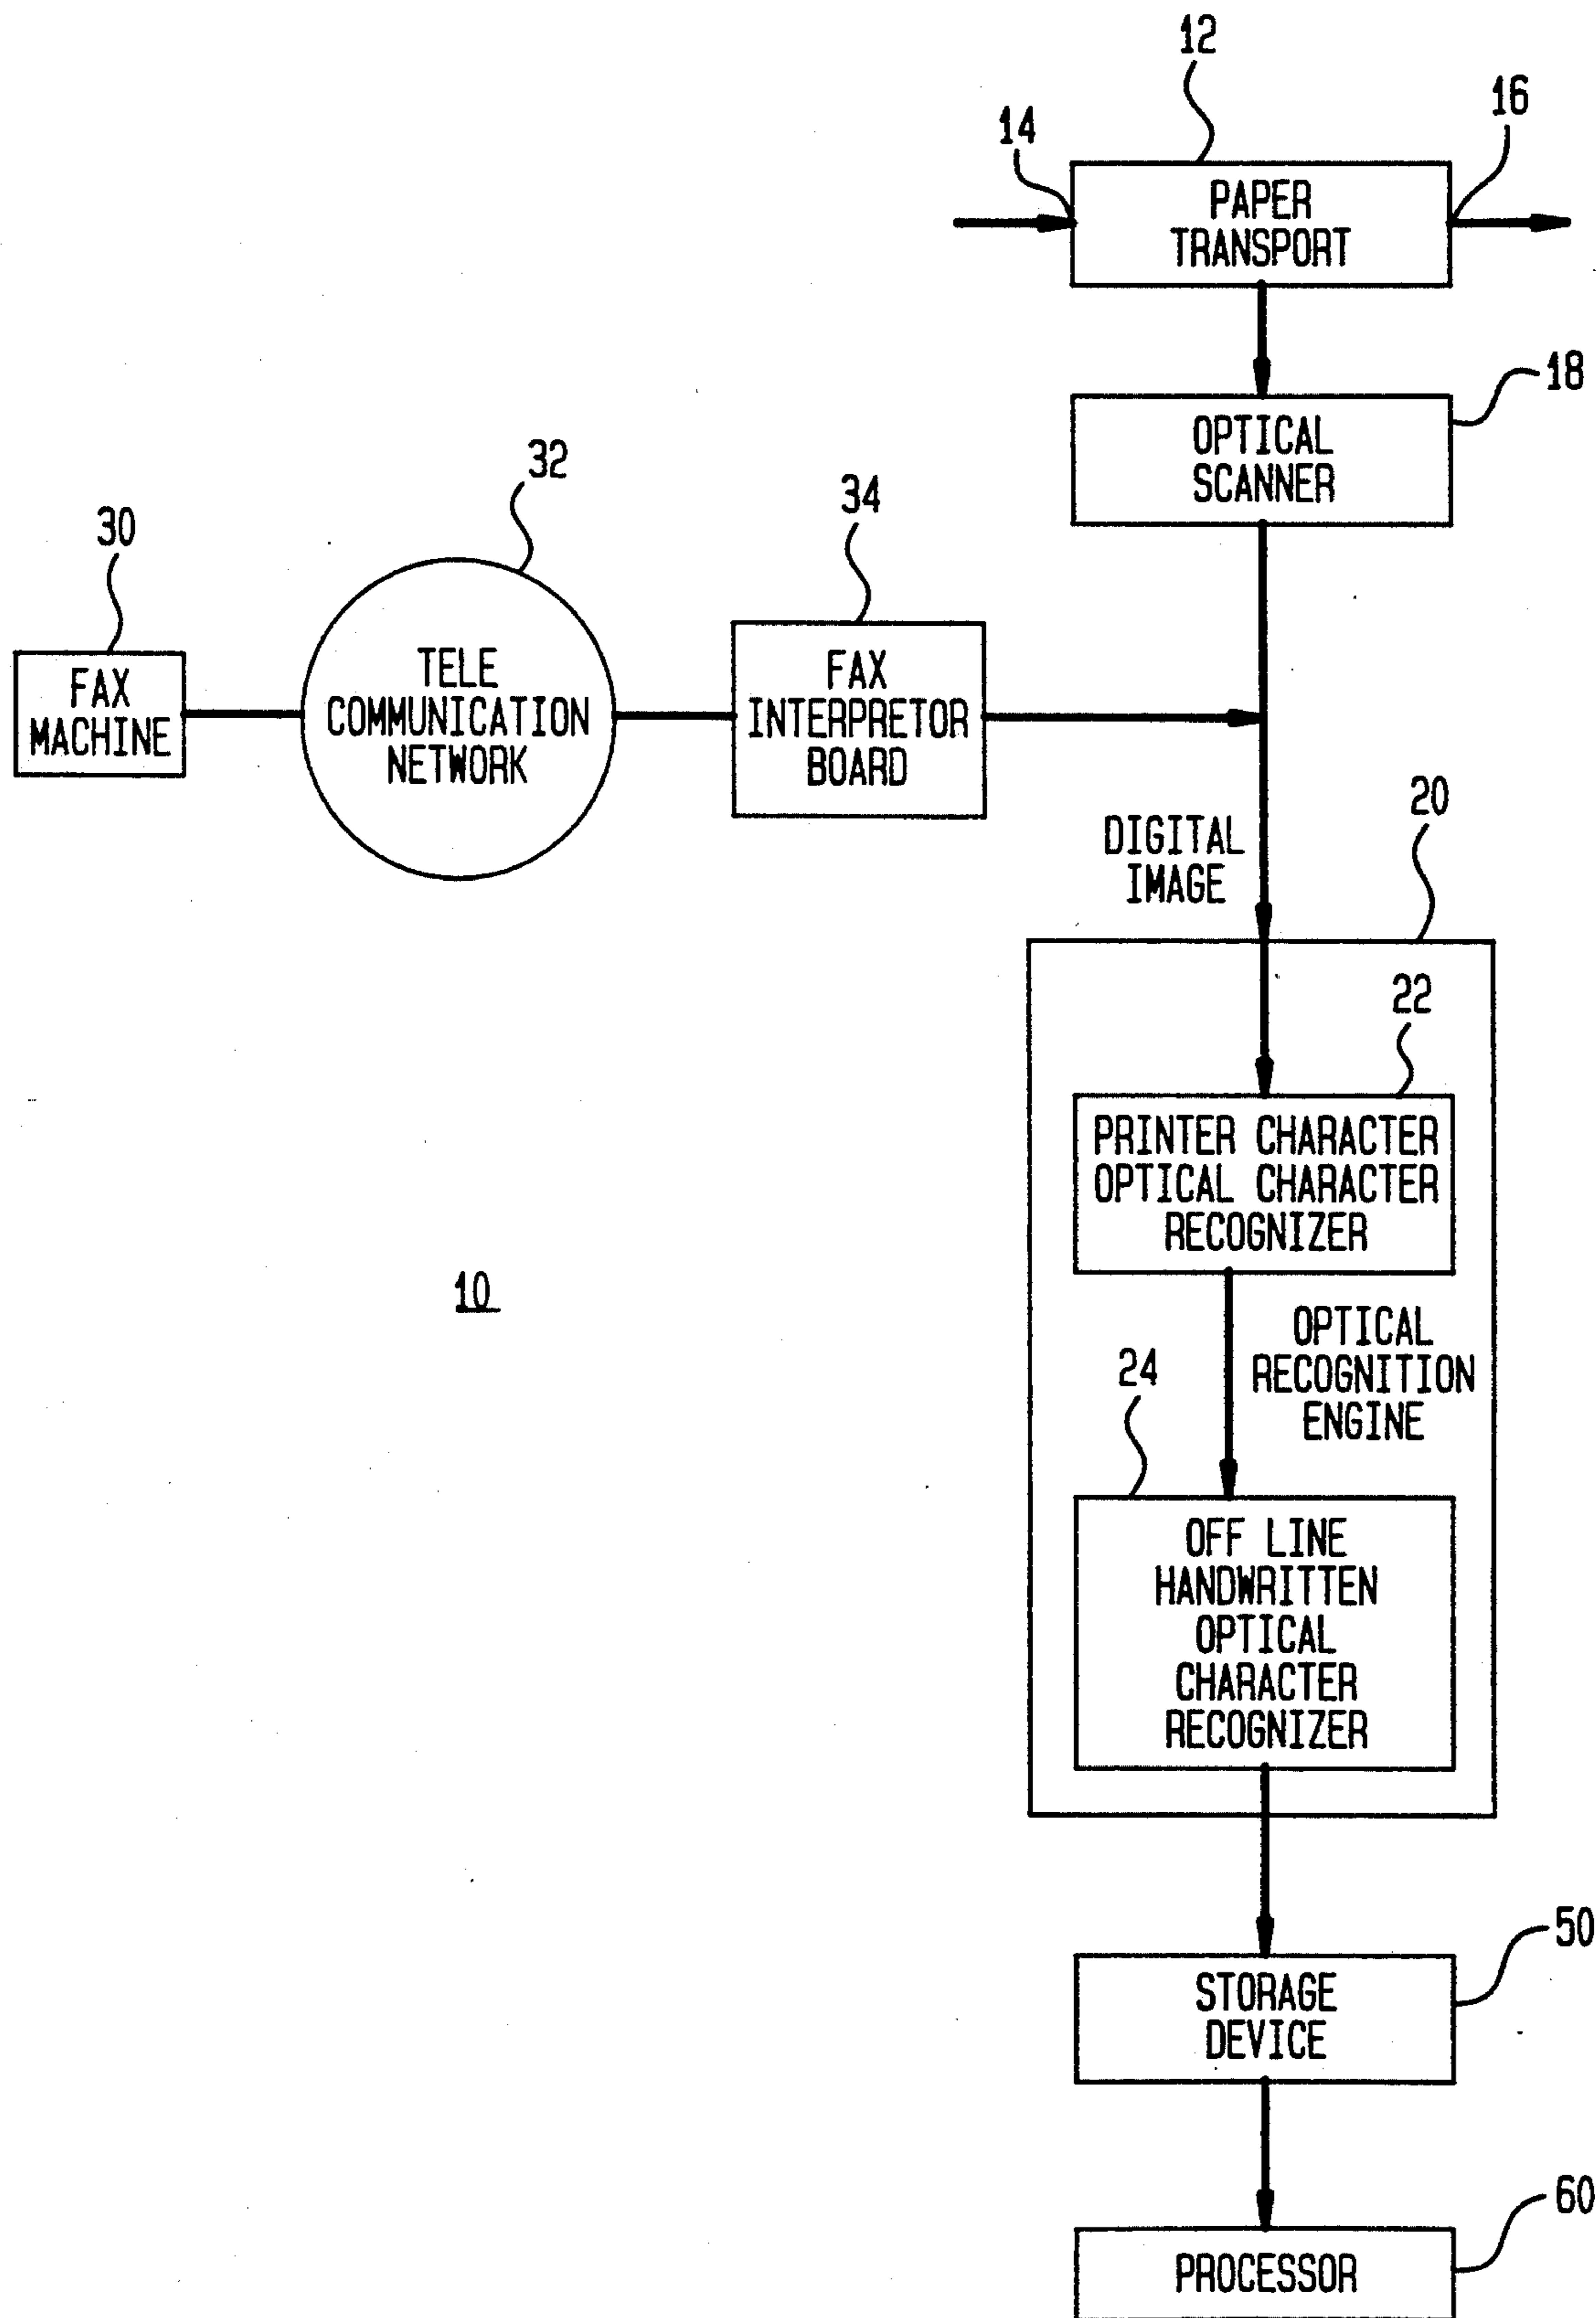 12
14
16
PAPER
TRANSPORT
18
OPTICAL
SCANNER
32
34
30
FAX
MACHINE
TELE
COMMUNICATION
NETWORK
FAX
INTERPRETOR
BOARD
DIGITAL
IMAGE
20
22
PRINTER CHARACTER
OPTICAL CHARACTER
RECOGNIZER
10
OPTICAL
RECOGNITION
ENGINE
24
OFF LINE
HANDWRITTEN
OPTICAL
CHARACTER
RECOGNIZER
50
STORAGE
DEVICE
60
PROCESSOR